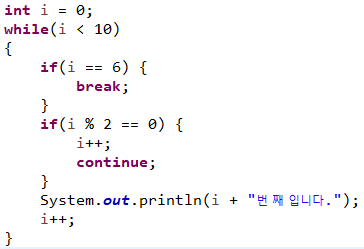 int i = 0;
while(i < 10)
{
    if(i == 6) {
        break;
    }
    if(i % 2 == 0) {
        i++;
        continue;
    }
    System.out.println(i + "번 째 입니다.");
    i++;
}